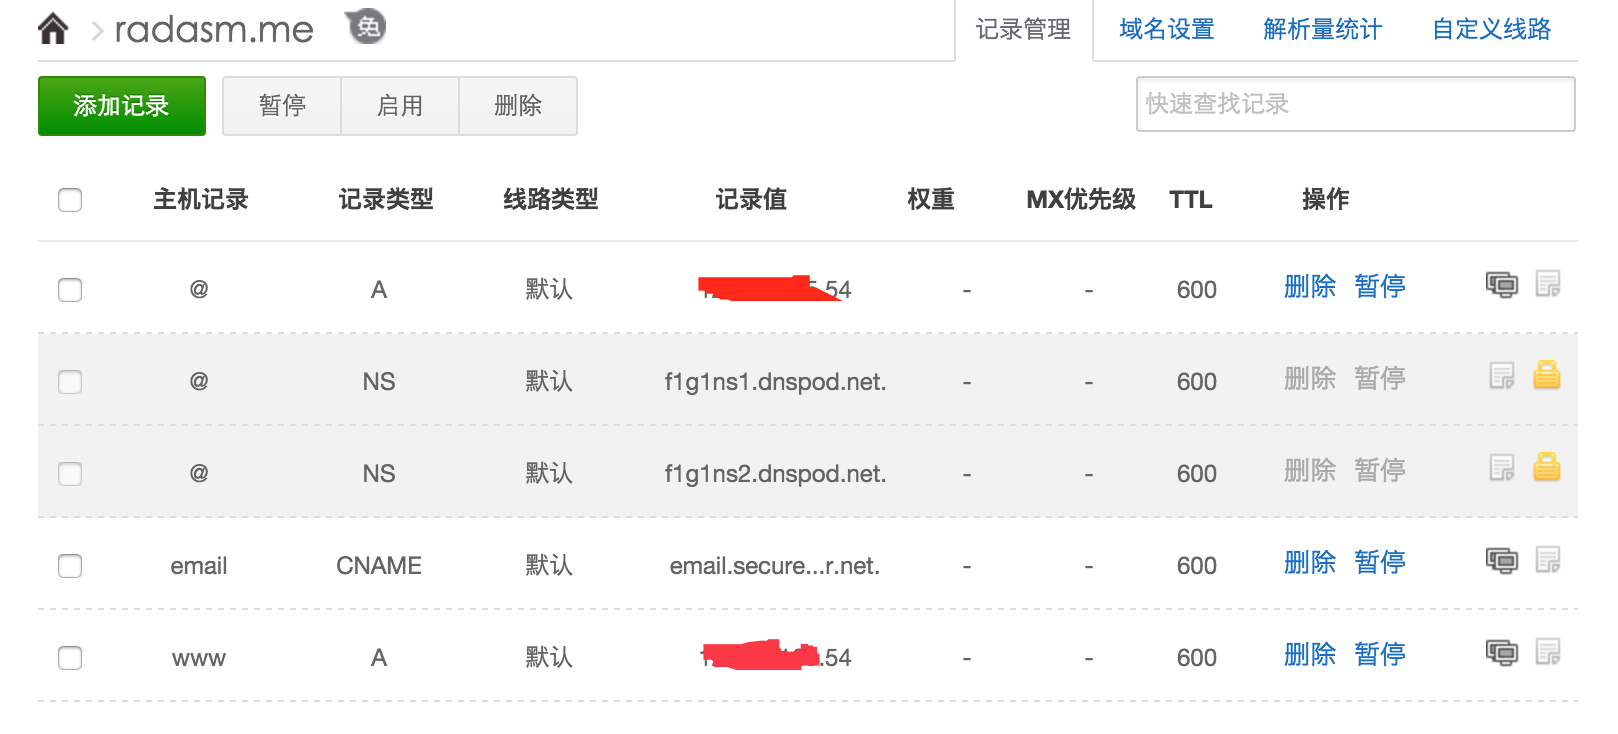 radasm.me 免 记录管理 域名设置 解析量统计 自定义线路
添加记录 暂停 启用 删除 快速查找记录
主机记录 记录类型 线路类型 记录值 权重 MX优先级 TTL 操作
@ A 默认 .54 - - 600 删除 暂停
@ NS 默认 f1g1ns1.dnspod.net. - - 600 删除 暂停
@ NS 默认 f1g1ns2.dnspod.net. - - 600 删除 暂停
email CNAME 默认 email.secure...r.net. - - 600 删除 暂停
www A 默认 .54 - - 600 删除 暂停